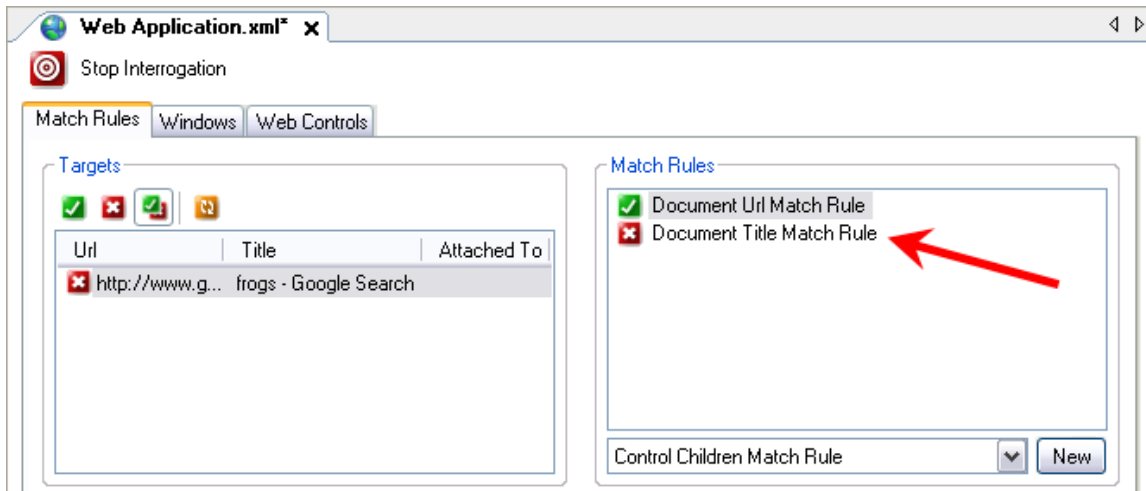 Web Application.xml*
Stop Interrogation
Match Rules Windows Web Controls
Targets
Url Title Attached To
http://www.g... frogs - Google Search
Match Rules
Document Url Match Rule
Document Title Match Rule
Control Children Match Rule New